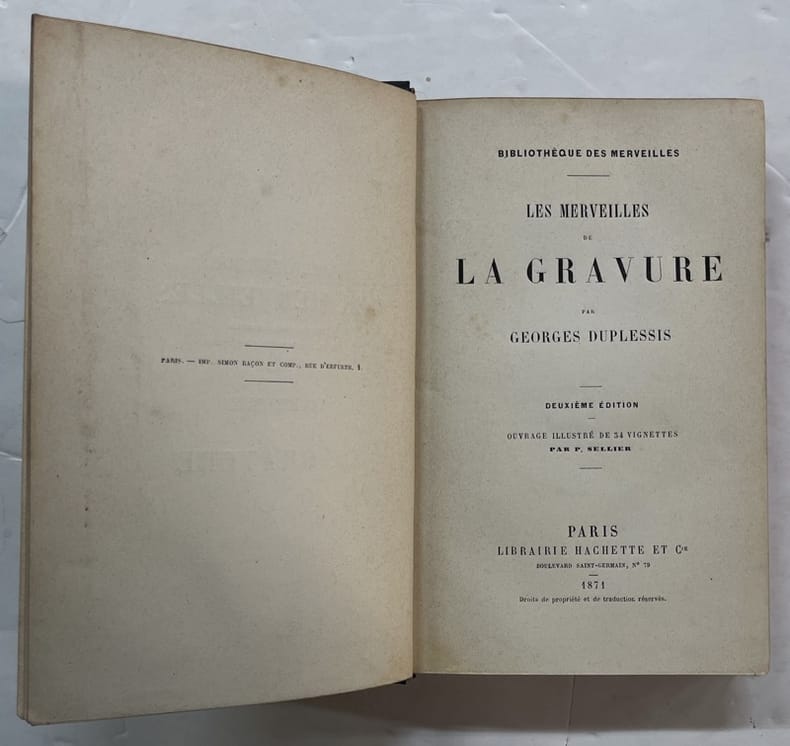 PARIS. — IMP. SIMON RAÇON ET COMP., RUE D'ERFURTH, 1.
BIBLIOTHÈQUE DES MERVEILLES
LES MERVEILLES
DE
LA GRAVURE
PAR
GEORGES DUPLESSIS
DEUXIÈME ÉDITION
OUVRAGE ILLUSTRÉ DE 34 VIGNETTES
PAR P. SELLIER
PARIS
LIBRAIRIE HACHETTE ET Cie
BOULEVARD SAINT-GERMAIN, N° 79
1871
Droits de propriété et de traduction réservés.